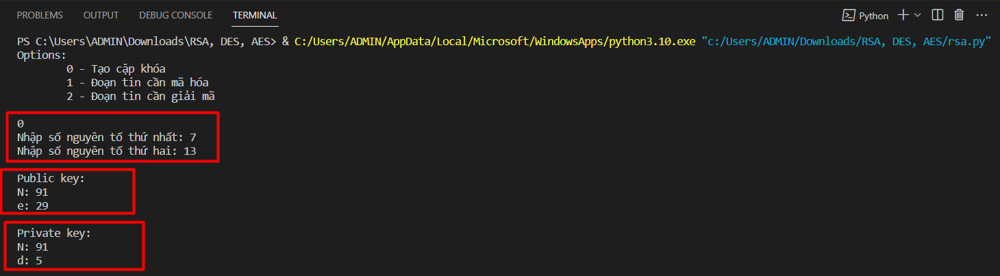 PROBLEMS OUTPUT DEBUG CONSOLE TERMINAL Python
PS C:\Users\ADMIN\Downloads\RSA, DES, AES> & C:/Users/ADMIN/AppData/Local/Microsoft/WindowsApps/python3.10.exe "c:/Users/ADMIN/Downloads/RSA, DES, AES/rsa.py"
Options:
0 - Tạo cặp khóa
1 - Đoạn tin cần mã hóa
2 - Đoạn tin cần giải mã
0
Nhập số nguyên tố thứ nhất: 7
Nhập số nguyên tố thứ hai: 13
Public key:
N: 91
e: 29
Private key:
N: 91
d: 5